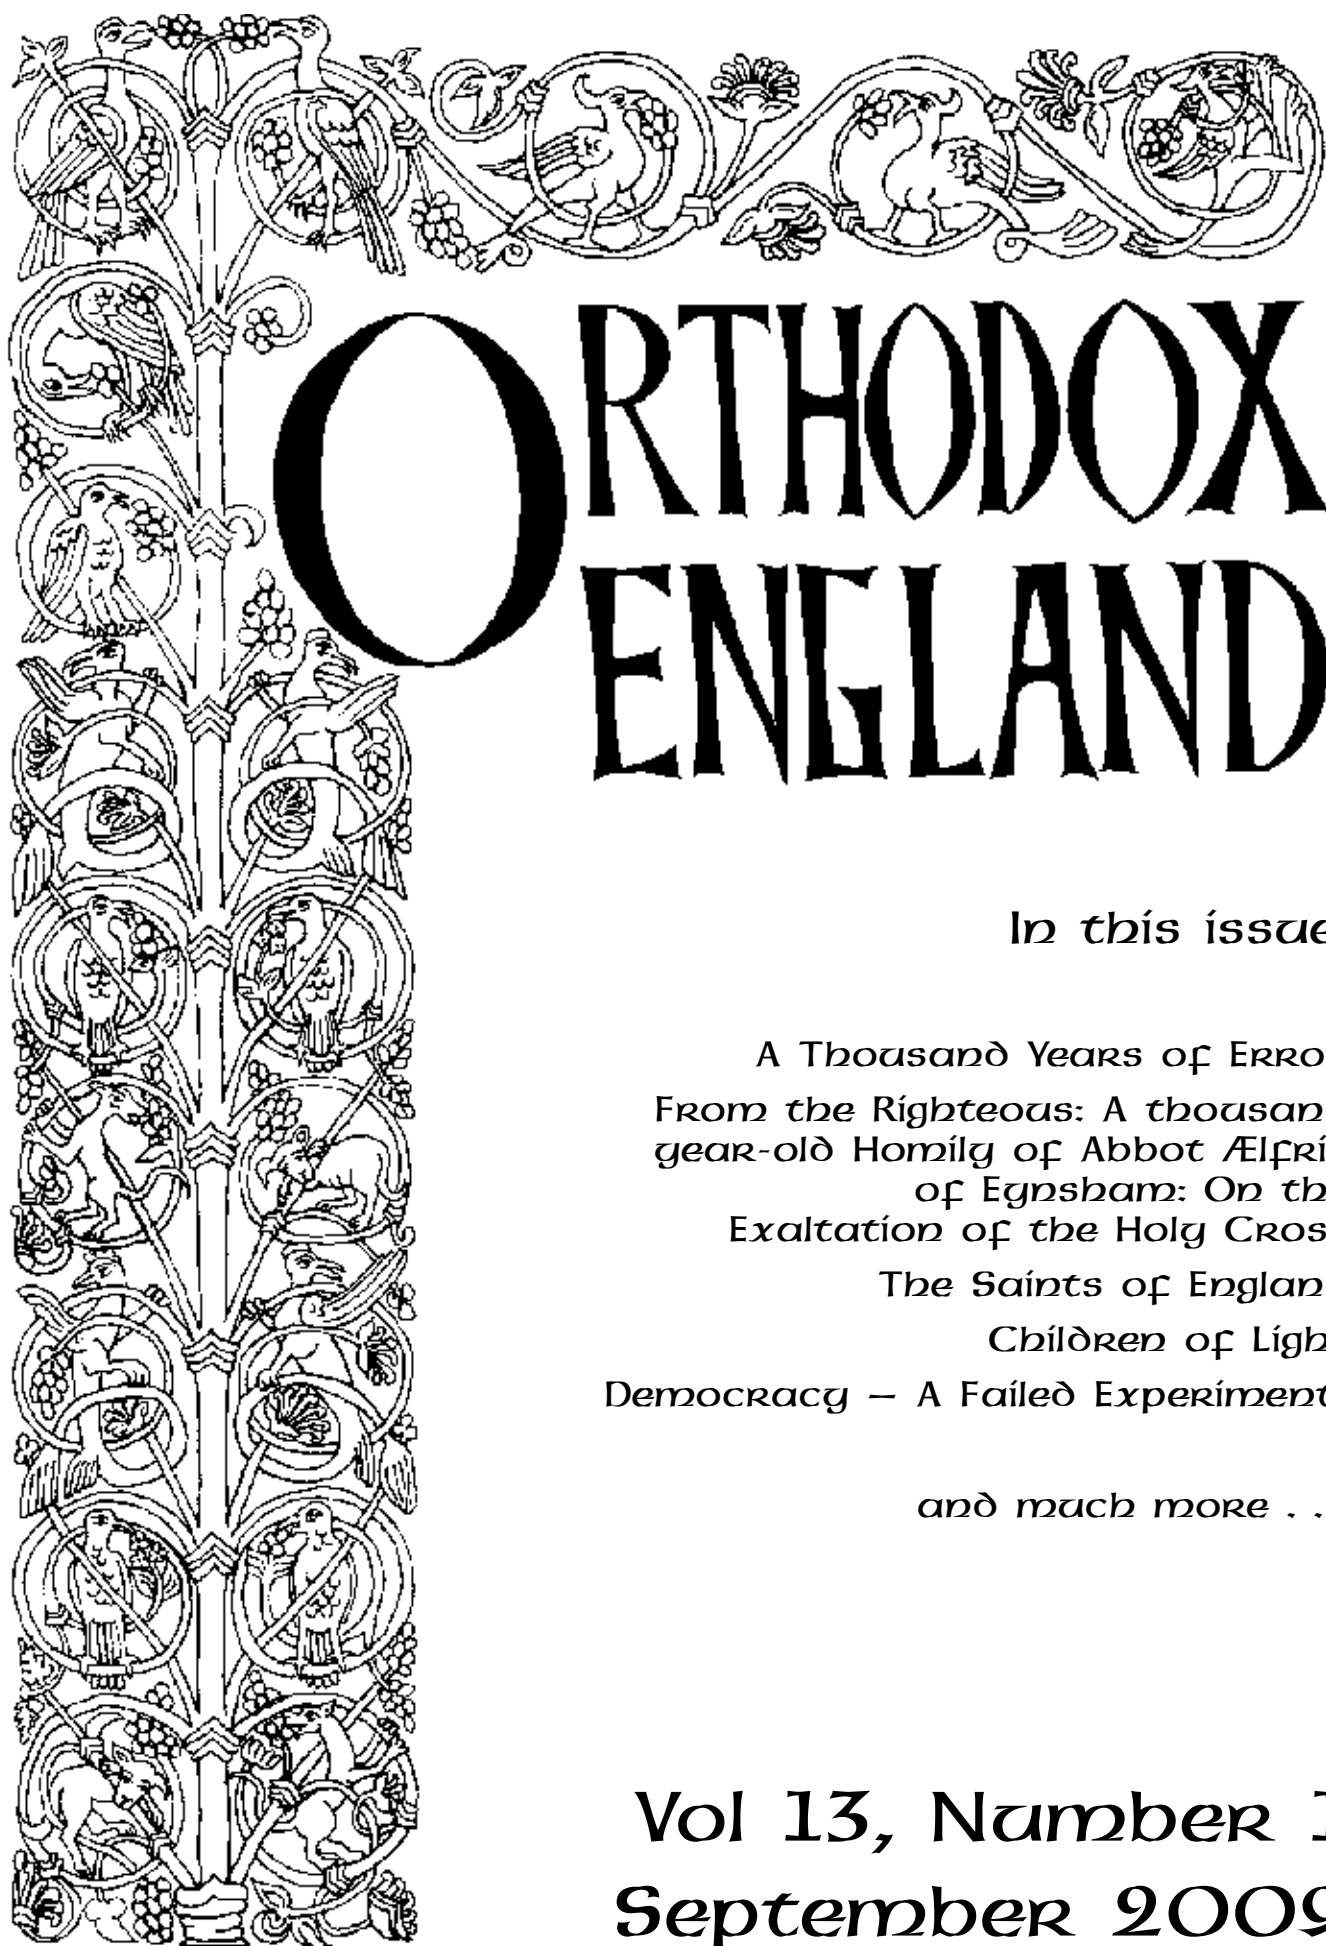 ORTHODOX
ENGLAND
In this issue
A Thousand Years of Erro
From the Righteous: A thousan
year-old Homily of Abbot Ælfri
of Eynsham: On th
Exaltation of the Holy Cros
The Saints of Englan
Children of Ligh
Democracy – A Failed Experiment
and much more . .
Vol 13, Number 1
September 2009